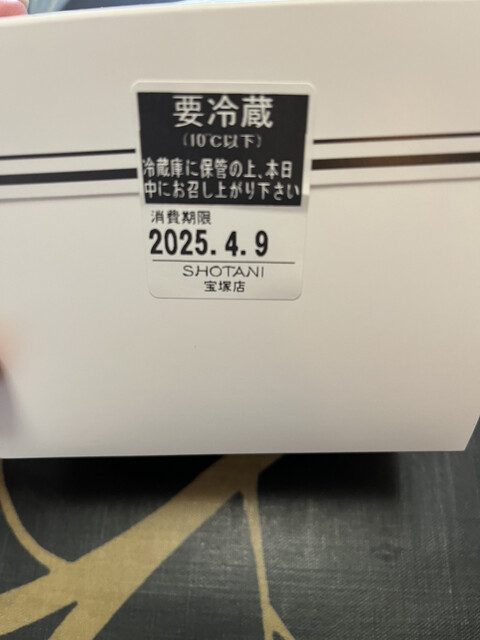 要冷蔵
(10℃以下)
冷蔵庫に保管の上、本日
中にお召し上がり下さい
消費期限
2025.4.9
SHOTANI
宝塚店